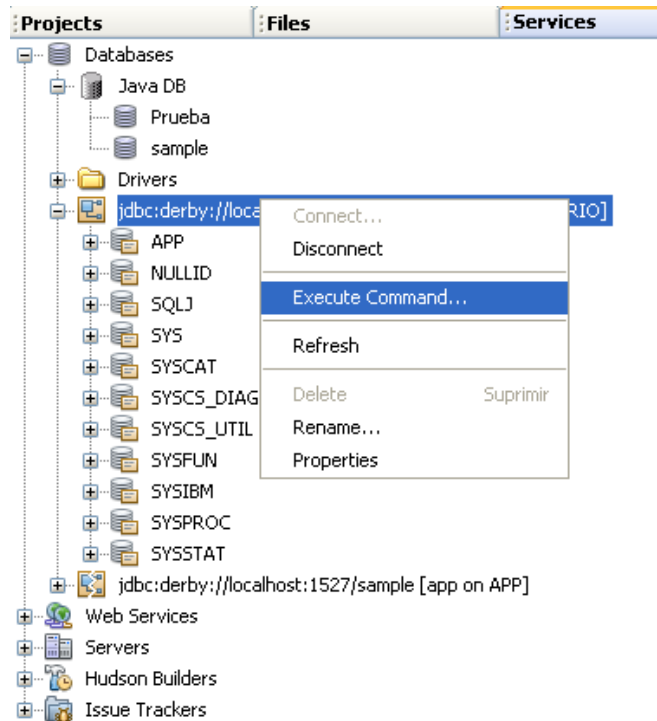 Projects Files Services
Databases
Java DB
Prueba
sample
Drivers
jdbc:derby://loca RIO]
Connect...
Disconnect
Execute Command...
Refresh
Delete Suprimir
Rename...
Properties
APP
NULLID
SQLJ
SYS
SYSCAT
SYSCS_DIAG
SYSCS_UTIL
SYSFUN
SYSIBM
SYSPROC
SYSSTAT
jdbc:derby://localhost:1527/sample [app on APP]
Web Services
Servers
Hudson Builders
Issue Trackers